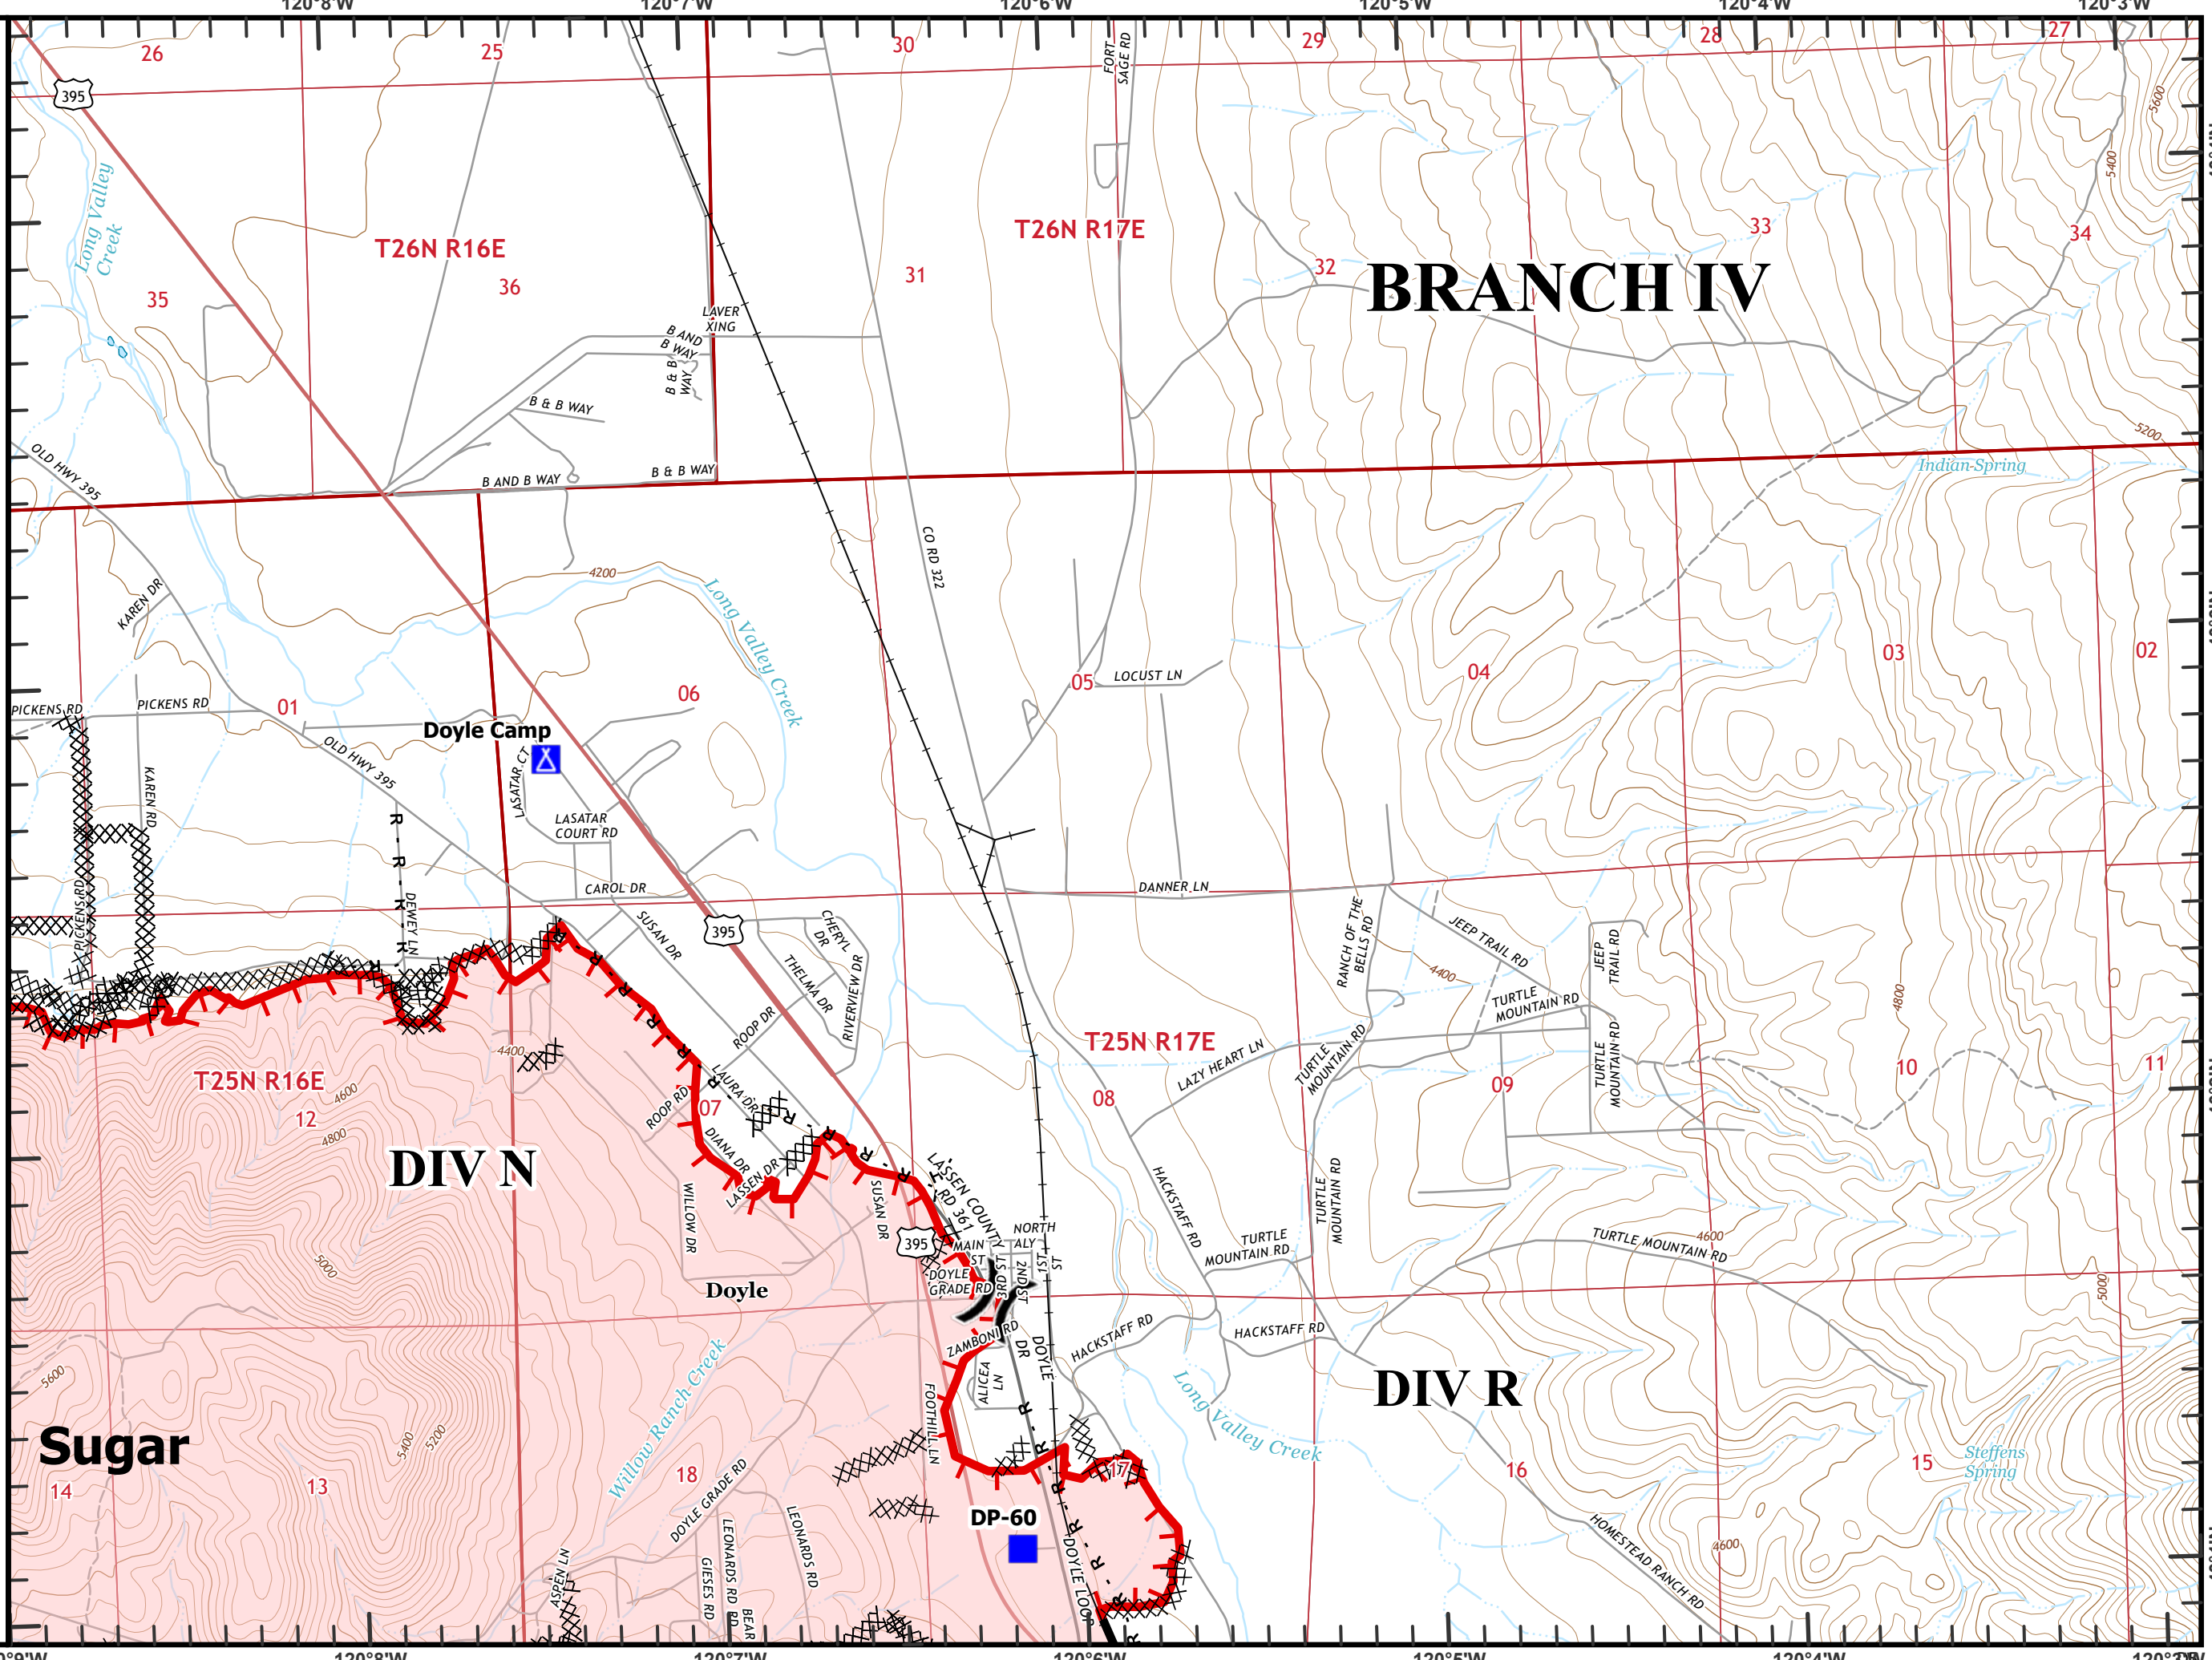 120°8'W
120°7'W
120°6'W
120°5'W
120°4'W
120°3'W
26
25
30
29
28
27
395
FORT
SAGE RD
5600
5400
Long Valley
Creek
T26N R16E
T26N R17E
35
36
31
32
33
34
BRANCH IV
LAVER
XING
B AND
B WAY
B & B
WAY
B & B WAY
OLD HWY 395
B AND B WAY
B & B WAY
5200
Indian Spring
CO RD 322
4200
Long Valley
Creek
KAREN DR
PICKENS RD
PICKENS RD
01
06
05
LOCUST LN
04
03
02
Doyle Camp
OLD HWY 395
LASATAR CT
KAREN RD
LASATAR
COURT RD
R - R - R - R
PICKENS RD
DEWEY LN
CAROL DR
DANNER LN
SUSAN DR
395
CHERYL
DR
THELMA DR
RIVERVIEW DR
RANCH OF THE
BELLS RD
JEEP TRAIL RD
JEEP
TRAIL RD
4400
4800
TURTLE
MOUNTAIN RD
ROOP DR
T25N R17E
LAZY HEART LN
TURTLE
MOUNTAIN RD
TURTLE
MOUNTAIN RD
4400
T25N R16E
4600
4800
12
ROOP RD
LAURA DR
07
08
09
10
11
DIV N
DIANA DR
LASSEN DR
WILLOW DR
SUSAN DR
LASSEN COUNTY
RD 361
HACKSTAFF RD
TURTLE
MOUNTAIN RD
TURTLE
MOUNTAIN RD
TURTLE MOUNTAIN RD
4600
5000
5000
395
MAIN
ST
NORTH
ALY
1ST
ST
2ND ST
3RD ST
DOYLE
GRADE RD
Doyle
ZAMBONI RD
DOYLE
DR
HACKSTAFF RD
HACKSTAFF RD
ALICEA
LN
DIV R
Long Valley Creek
5600
5400
5200
Sugar
Willow Ranch Creek
FOOTHILL LN
14
13
18
17
16
15
Steffens
Spring
DOYLE GRADE RD
DP-60
LEONARDS RD
LEONARDS RD
GIESES RD
BEAR
RD
ASPEN LN
DOYLE LOOP
HOMESTEAD RANCH RD
4600
120°8'W
120°7'W
120°6'W
120°5'W
120°4'W